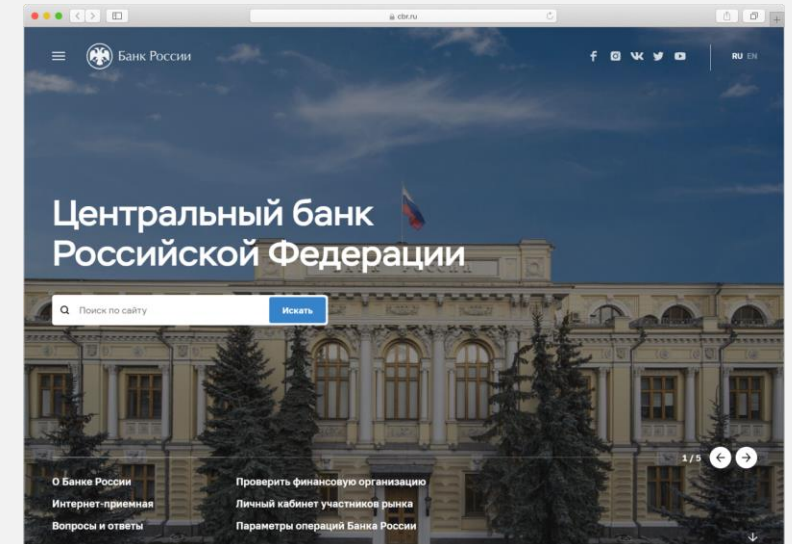 cbr.ru
Банк России
RU EN
Центральный банк
Российской Федерации
Поиск по сайту
Искать
1/5
О Банке России
Проверить финансовую организацию
Интернет-приемная
Личный кабинет участников рынка
Вопросы и ответы
Параметры операций Банка России